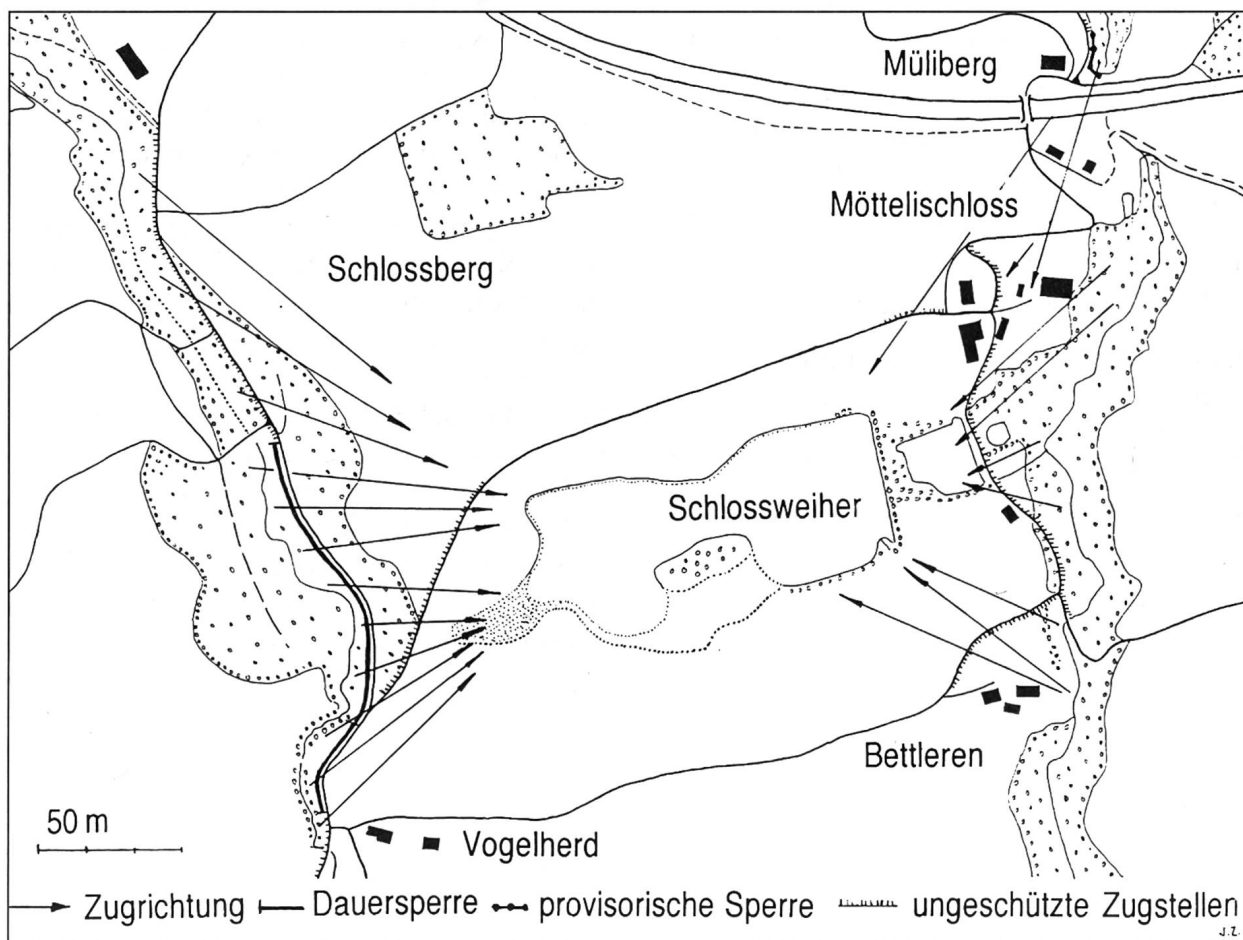 Müliberg
Möttelischloss
Schlossberg
Schlossweiher
Bettleren
50 m
Vogelherd
Zugrichtung Dauersperre provisorische Sperre ungeschützte Zugstellen
J.Z.